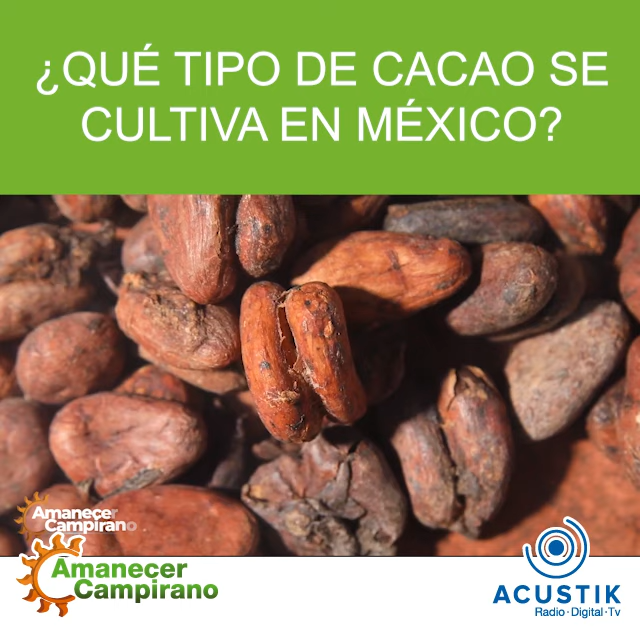 ¿QUÉ TIPO DE CACAO SE
CULTIVA EN MÉXICO?
Amanecer
Campirano
Amanecer
Campirano
ACUSTIK
Radio·Digital·Tv